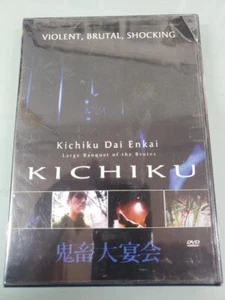 VIOLENT, BRUTAL, SHOCKING
Kichiku Dai Enkai
Large Banquet of the Brutes
KICHIKU
鬼畜大宴会
DVD